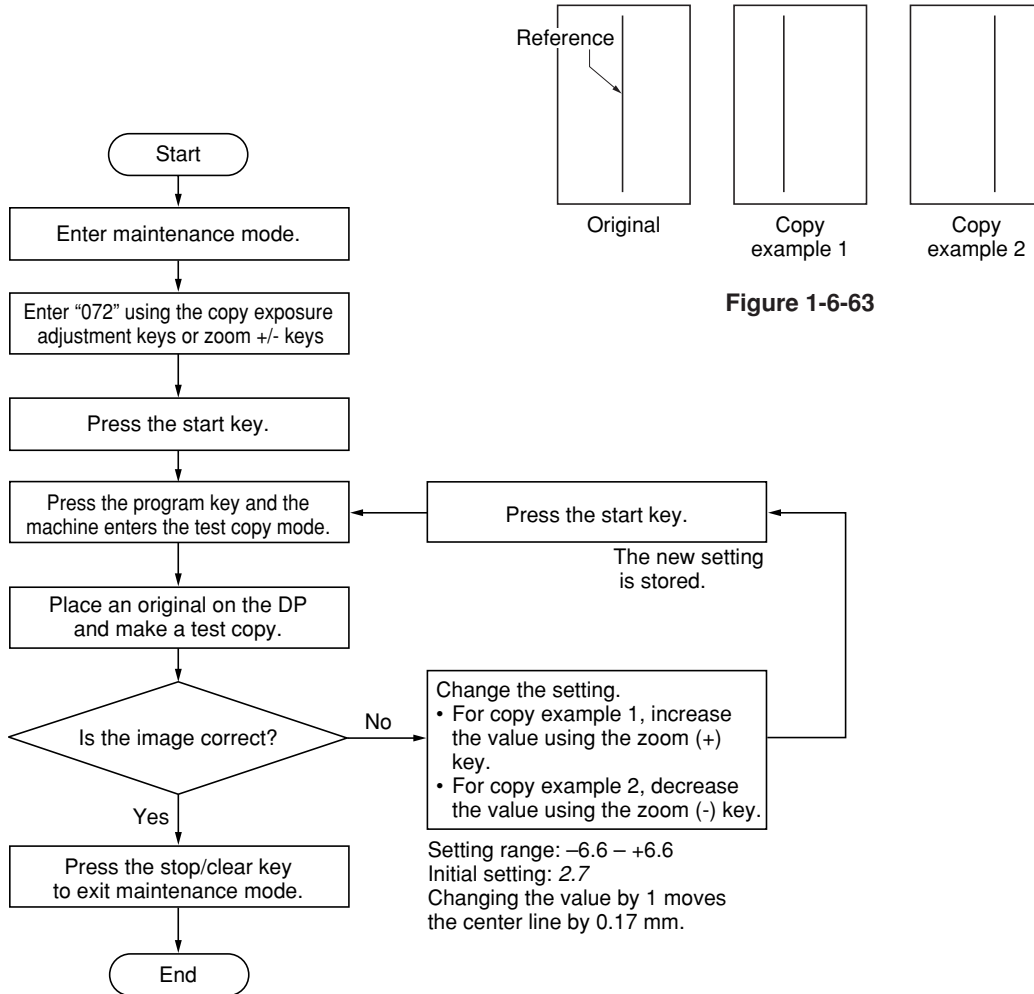 Reference
Original
Copy
example 1
Copy
example 2
Figure 1-6-63
Start
Enter maintenance mode.
Enter “072” using the copy exposure
adjustment keys or zoom +/- keys
Press the start key.
Press the program key and the
machine enters the test copy mode.
Press the start key.
The new setting
is stored.
Place an original on the DP
and make a test copy.
Is the image correct?
No
Yes
Change the setting.
• For copy example 1, increase
the value using the zoom (+)
key.
• For copy example 2, decrease
the value using the zoom (-) key.
Setting range: –6.6 – +6.6
Initial setting: 2.7
Changing the value by 1 moves
the center line by 0.17 mm.
Press the stop/clear key
to exit maintenance mode.
End